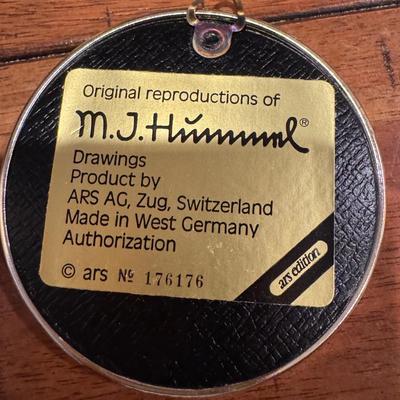 Original reproductions of
M.J.Hümmel®
Drawings
Product by
ARS AG, Zug, Switzerland
Made in West Germany
Authorization
© ars № 176176
ars edition